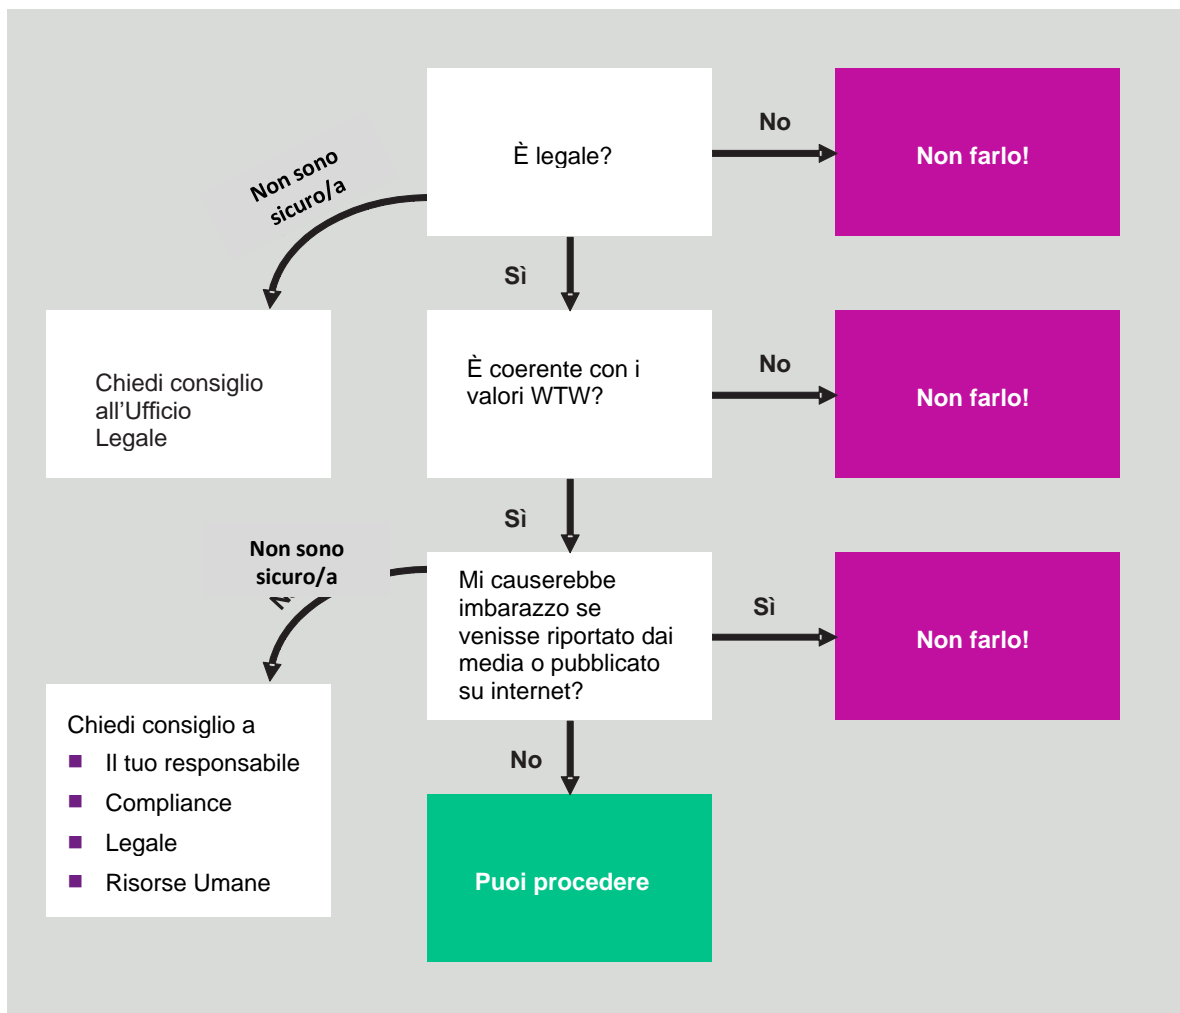 È legale?
No
Non farlo!
Non sono
sicuro/a
Sì
Chiedi consiglio
all’Ufficio
Legale
È coerente con i
valori WTW?
No
Non farlo!
Sì
Non sono
sicuro/a
Mi causerebbe
imbarazzo se
venisse riportato dai
media o pubblicato
su internet?
Sì
Non farlo!
Chiedi consiglio a
Il tuo responsabile
Compliance
Legale
Risorse Umane
No
Puoi procedere